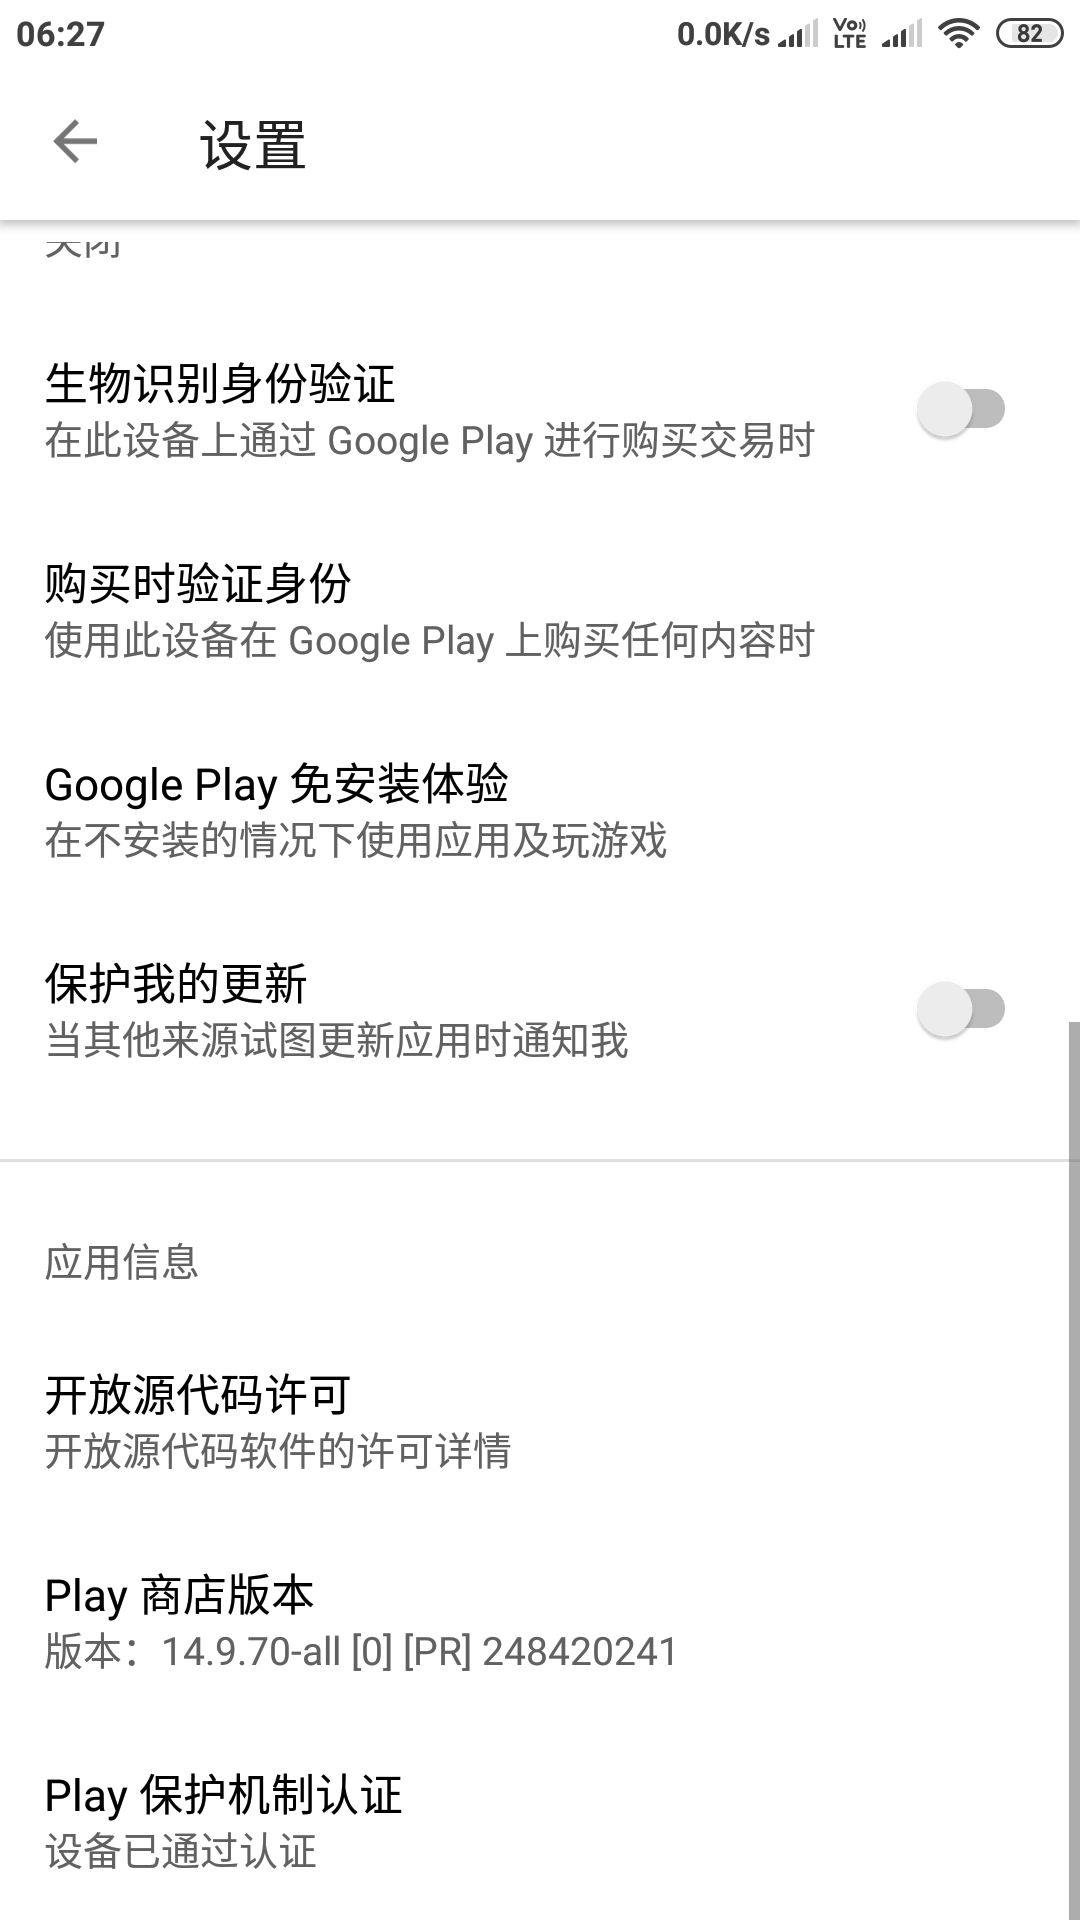 06:27 0.0K/s VoLTE 82
设置
关闭
生物识别身份验证
在此设备上通过 Google Play 进行购买交易时
购买时验证身份
使用此设备在 Google Play 上购买任何内容时
Google Play 免安装体验
在不安装的情况下使用应用及玩游戏
保护我的更新
当其他来源试图更新应用时通知我
应用信息
开放源代码许可
开放源代码软件的许可详情
Play 商店版本
版本：14.9.70-all [0] [PR] 248420241
Play 保护机制认证
设备已通过认证